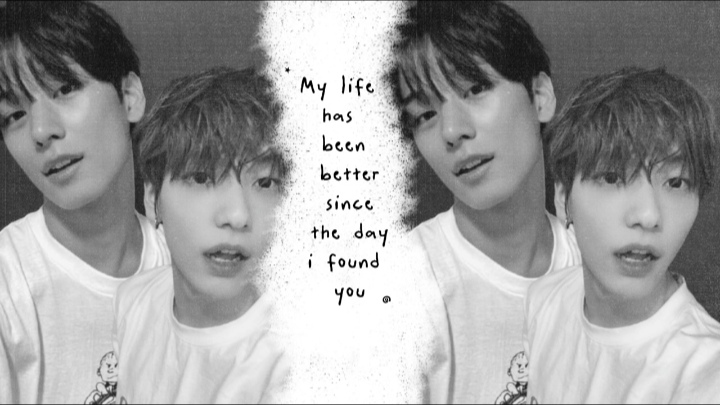 My life
has
been
better
since
the day
i found
you @